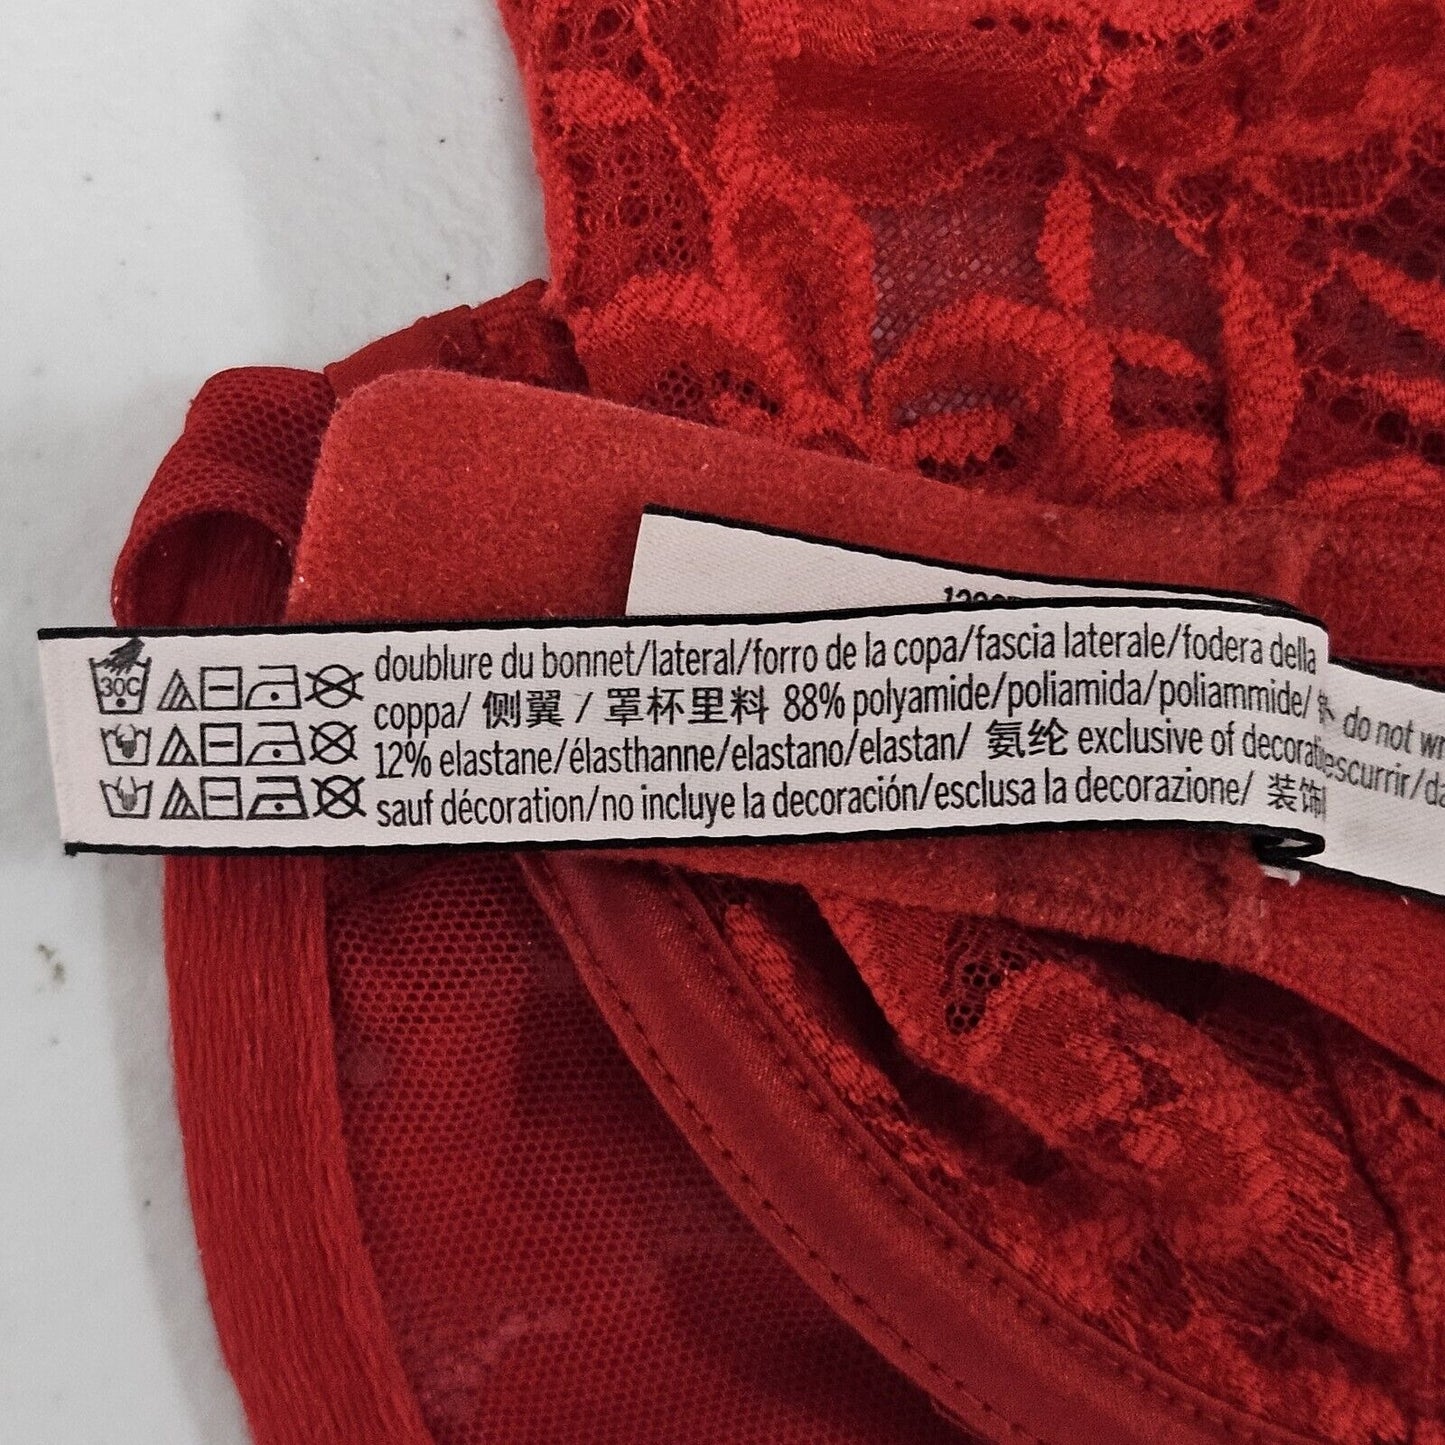 30C
doublure du bonnet/lateral/forro de la copa/fascia laterale/fodera della
coppa/ 侧翼 / 罩杯里料 88% polyamide/poliamida/poliammide/
12% elastane/élasthanne/elastano/elastan/ 氨纶 exclusive of
sauf décoration/no incluye la decoración/esclusa la decorazione/ 装饰
do not
escurrir/